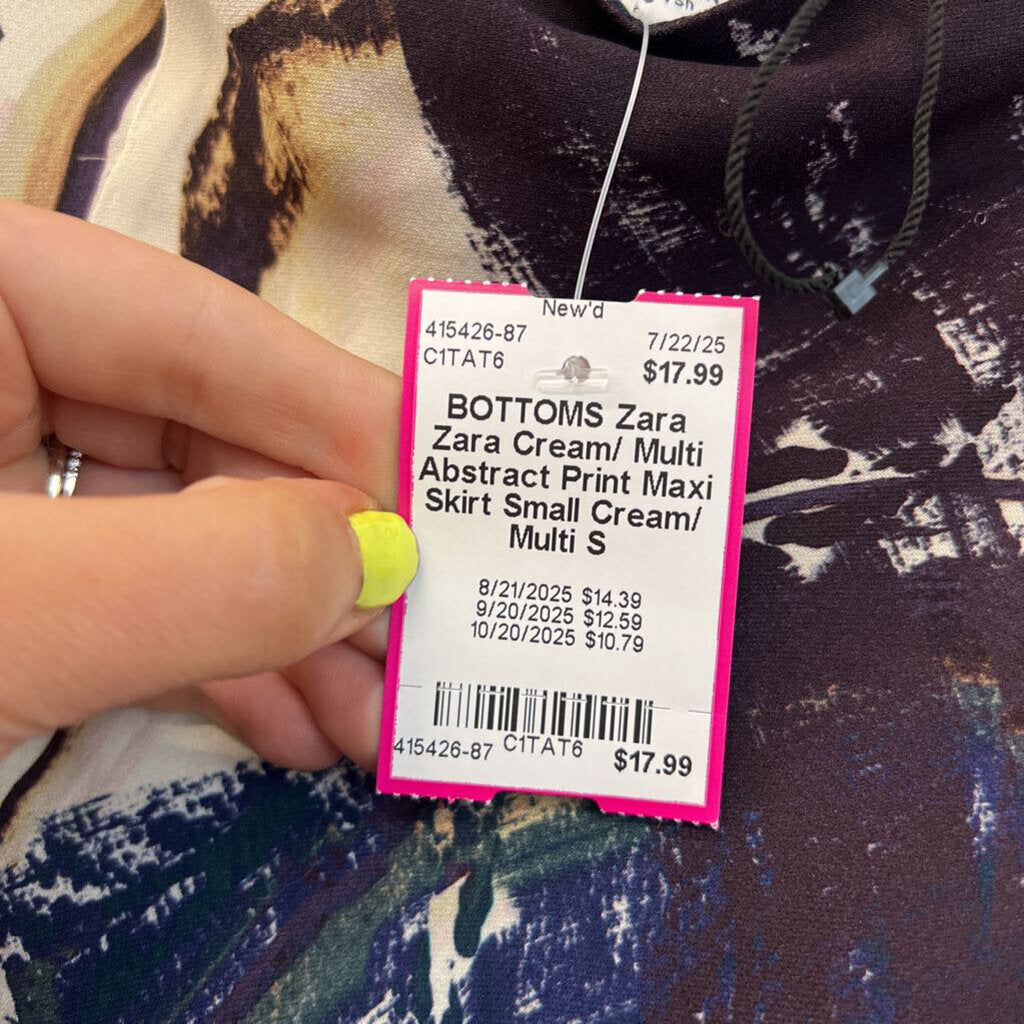 New'd
415426-87
7/22/25
C1TAT6
$17.99
BOTTOMS Zara
Zara Cream/ Multi
Abstract Print Maxi
Skirt Small Cream/
Multi S
8/21/2025 $14.39
9/20/2025 $12.59
10/20/2025 $10.79
415426-87 C1TAT6 $17.99